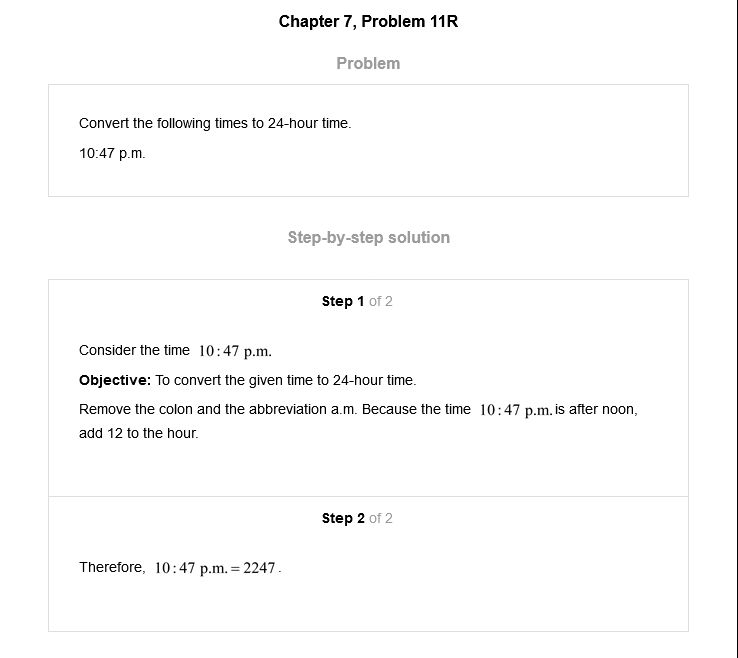 Chapter 7, Problem 11R
Problem
Convert the following times to 24-hour time.
10:47 p.m.
Step-by-step solution
Step 1 of 2
Consider the time 10:47 p.m.
Objective: To convert the given time to 24-hour time.
Remove the colon and the abbreviation a.m. Because the time 10:47 p.m. is after noon,
add 12 to the hour.
Step 2 of 2
Therefore, 10:47 p.m. = 2247.